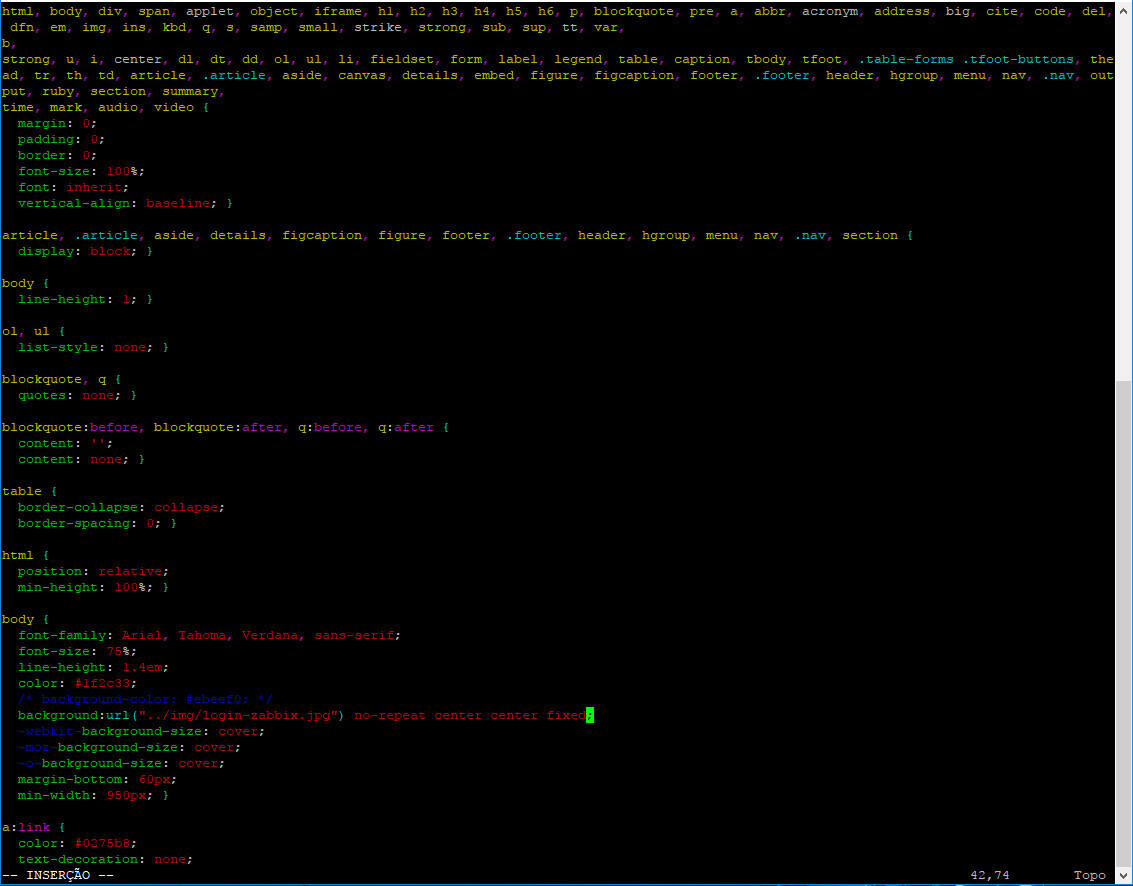 html, body, div, span, applet, object, iframe, h1, h2, h3, h4, h5, h6, p, blockquote, pre, a, abbr, acronym, address, big, cite, code, del,
 dfn, em, img, ins, kbd, q, s, samp, small, strike, strong, sub, sup, tt, var,
b,
strong, u, i, center, dl, dt, dd, ol, ul, li, fieldset, form, label, legend, table, caption, tbody, tfoot, .table-forms .tfoot-buttons, the
ad, tr, th, td, article, .article, aside, canvas, details, embed, figure, figcaption, footer, .footer, header, hgroup, menu, nav, .nav, out
put, ruby, section, summary,
time, mark, audio, video {
  margin: 0;
  padding: 0;
  border: 0;
  font-size: 100%;
  font: inherit;
  vertical-align: baseline; }

article, .article, aside, details, figcaption, figure, footer, .footer, header, hgroup, menu, nav, .nav, section {
  display: block; }

body {
  line-height: 1; }

ol, ul {
  list-style: none; }

blockquote, q {
  quotes: none; }

blockquote:before, blockquote:after, q:before, q:after {
  content: '';
  content: none; }

table {
  border-collapse: collapse;
  border-spacing: 0; }

html {
  position: relative;
  min-height: 100%; }

body {
  font-family: Arial, Tahoma, Verdana, sans-serif;
  font-size: 75%;
  line-height: 1.4em;
  color: #1f2c33;
  /* background-color: #ebeef0; */
  background:url("../img/login-zabbix.jpg") no-repeat center center fixed;
  -webkit-background-size: cover;
  -moz-background-size: cover;
  -o-background-size: cover;
  margin-bottom: 60px;
  min-width: 950px; }

a:link {
  color: #0275b8;
  text-decoration: none;
-- INSERÇÃO -- 42,74 Topo